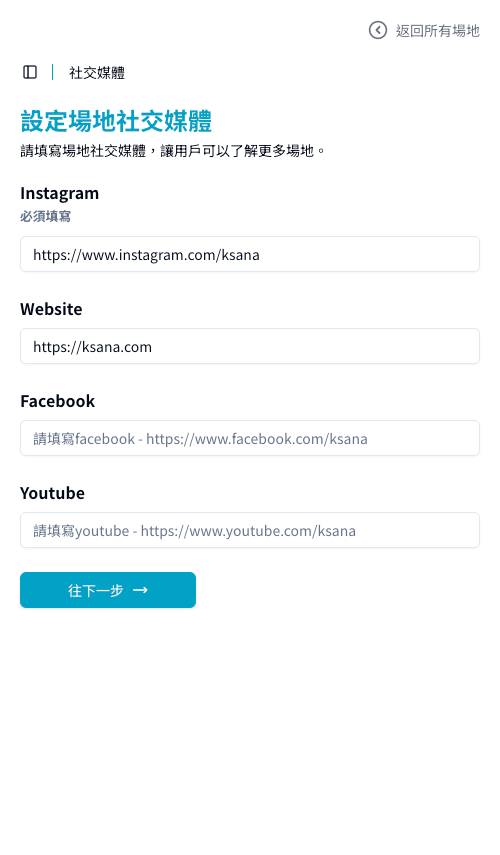 返回所有場地
社交媒體
設定場地社交媒體
請填寫場地社交媒體，讓用戶可以了解更多場地。
Instagram
必須填寫
https://www.instagram.com/ksana
Website
https://ksana.com
Facebook
請填寫facebook - https://www.facebook.com/ksana
Youtube
請填寫youtube - https://www.youtube.com/ksana
往下一步 →